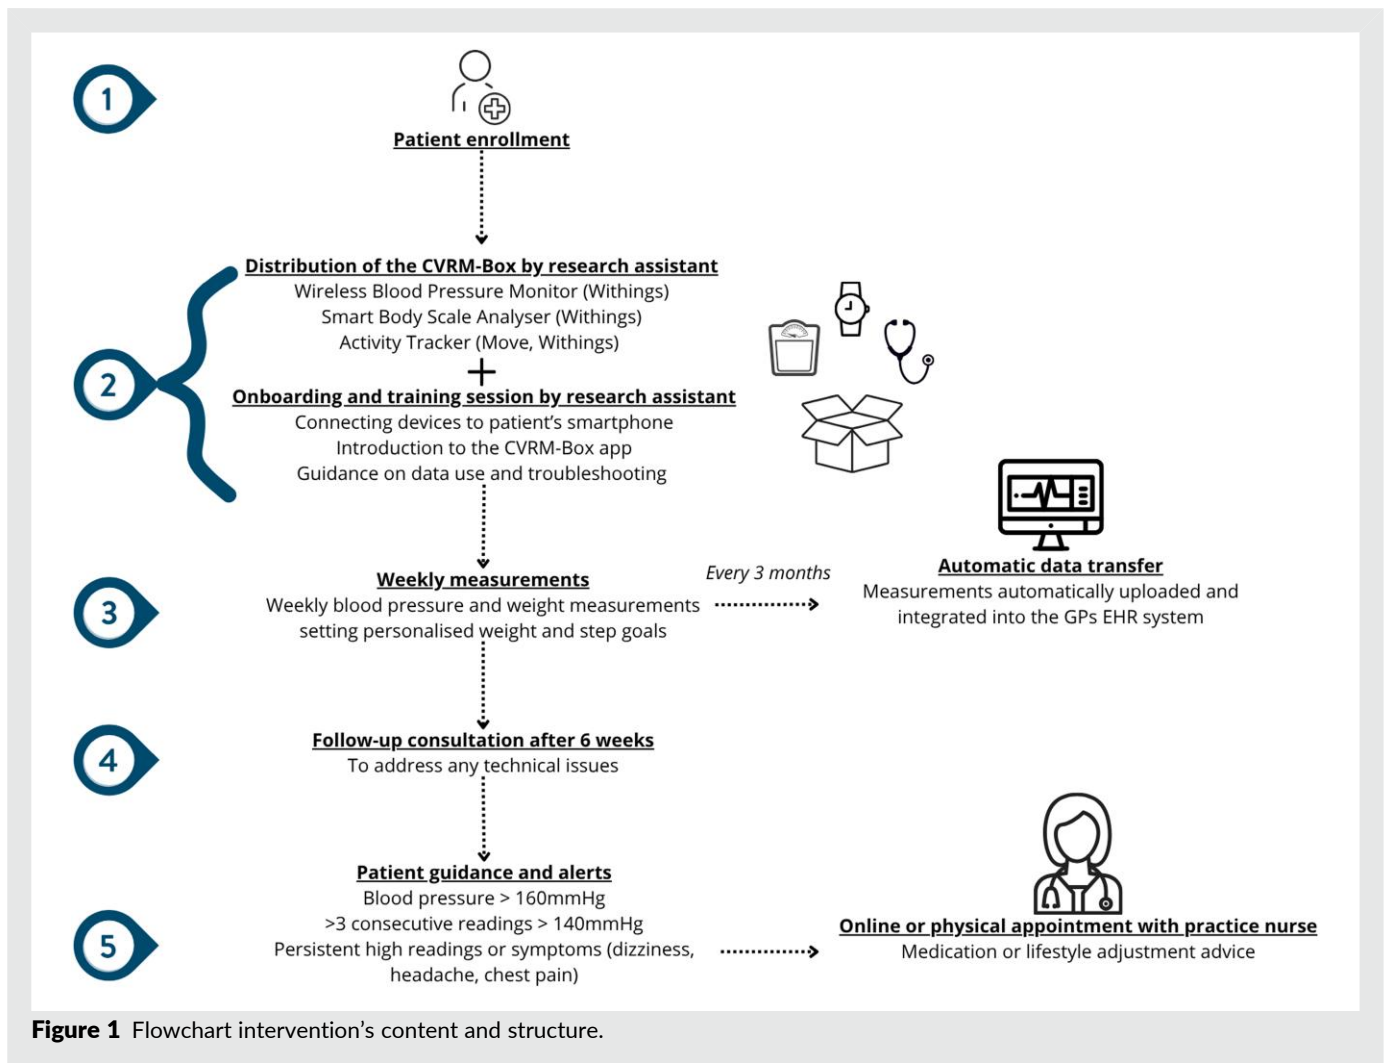 1
Patient enrollment
2
Distribution of the CVRM-Box by research assistant
Wireless Blood Pressure Monitor (Withings)
Smart Body Scale Analyser (Withings)
Activity Tracker (Move, Withings)
+
Onboarding and training session by research assistant
Connecting devices to patient’s smartphone
Introduction to the CVRM-Box app
Guidance on data use and troubleshooting
3
Weekly measurements
Weekly blood pressure and weight measurements
setting personalised weight and step goals
Every 3 months
Automatic data transfer
Measurements automatically uploaded and
integrated into the GPs EHR system
4
Follow-up consultation after 6 weeks
To address any technical issues
5
Patient guidance and alerts
Blood pressure > 160mmHg
>3 consecutive readings > 140mmHg
Persistent high readings or symptoms (dizziness,
headache, chest pain)
Online or physical appointment with practice nurse
Medication or lifestyle adjustment advice
Figure 1 Flowchart intervention’s content and structure.